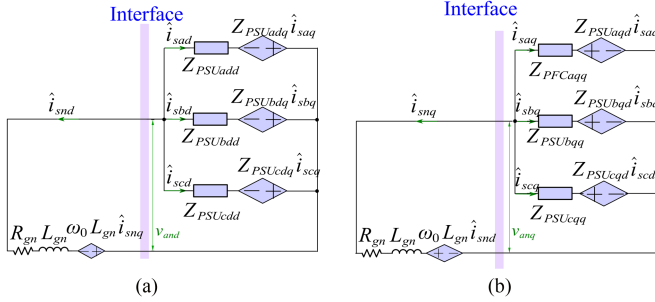 Interface
î_sad Z_PSUadq î_saq
Z_PSUadd
î_snd
î_sbd Z_PSUbdq î_sbq
Z_PSUbdd
î_scd Z_PSUcdq î_scq
Z_PSUcdd
v_and
R_gn L_gn ω_0 L_gn î_snq
(a)
Interface
î_saq Z_PSUaqd î_sad
Z_PFCaqq
î_snq
î_sbq Z_PSUbqd î_sbd
Z_PSUbqq
î_scq Z_PSUcqd î_scd
Z_PSUcqq
v_anq
R_gn L_gn ω_0 L_gn î_snd
(b)